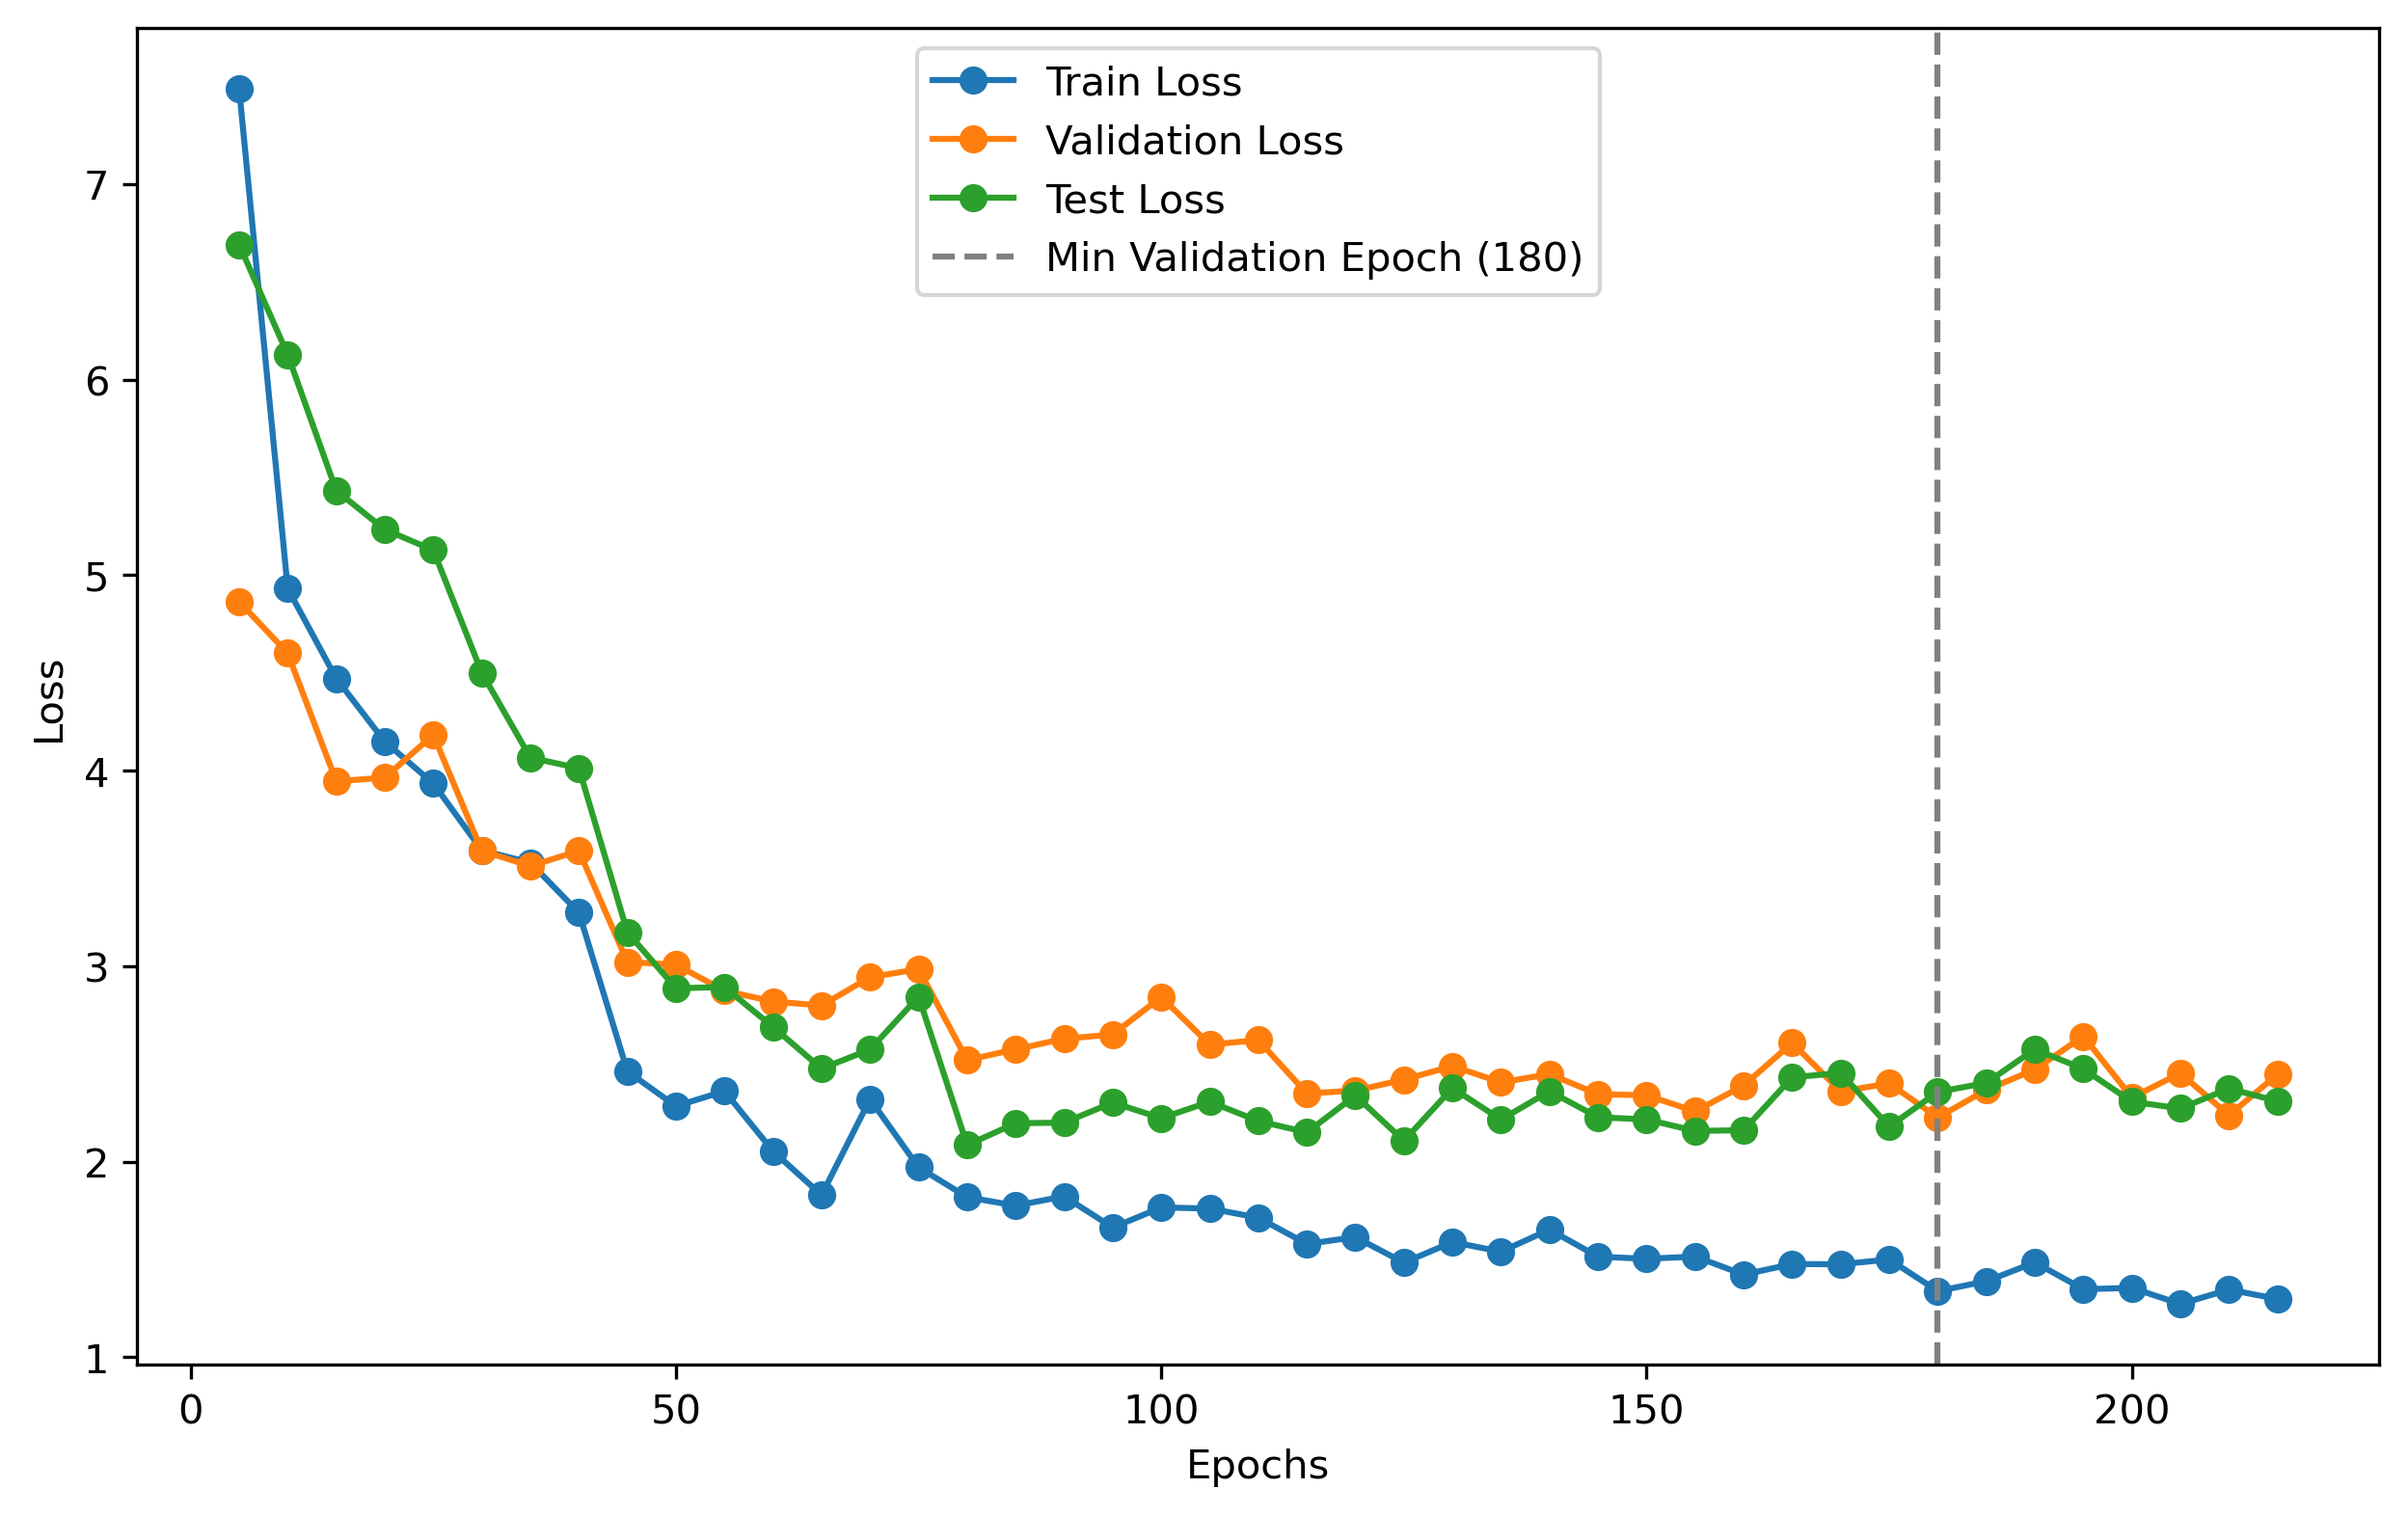 Train Loss
Validation Loss
Test Loss
Min Validation Epoch (180)
7
6
5
4
3
2
1
Loss
0 50 100 150 200
Epochs